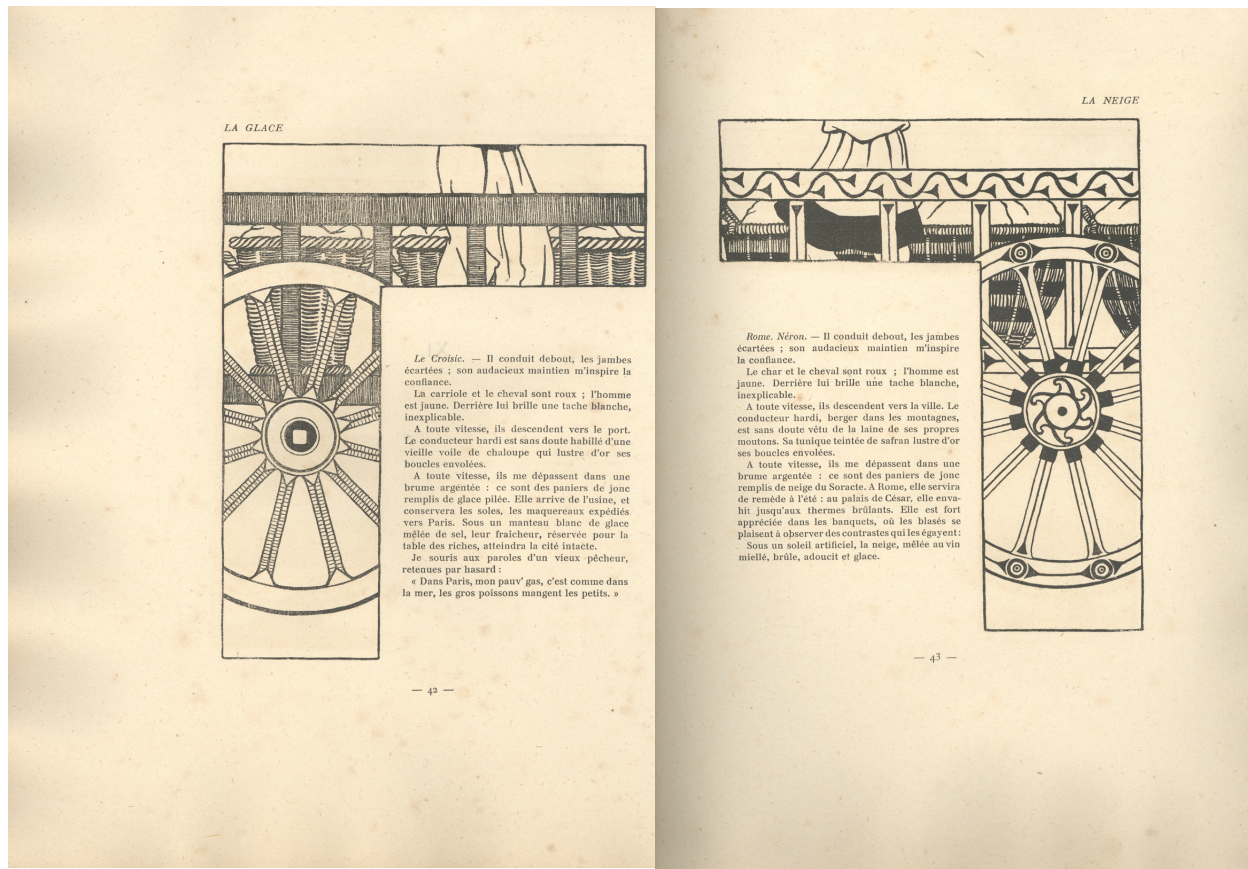 LA GLACE
Le Croisic. — Il conduit debout, les jambes
écartées ; son audacieux maintien m'inspire la
confiance.
La carriole et le cheval sont roux ; l'homme
est jaune. Derrière lui brille une tache blanche,
inexplicable.
A toute vitesse, ils descendent vers le port.
Le conducteur hardi est sans doute habillé d'une
vieille voile de chaloupe qui lustre d'or ses
boucles envolées.
A toute vitesse, ils me dépassent dans une
brume argentée : ce sont des paniers de jonc
remplis de glace pilée. Elle arrive de l'usine, et
conservera les soles, les maquereaux expédiés
vers Paris. Sous un manteau blanc de glace
mêlée de sel, leur fraîcheur, réservée pour la
table des riches, atteindra la cité intacte.
Je souris aux paroles d'un vieux pêcheur,
retenues par hasard :
« Dans Paris, mon pauv' gas, c'est comme dans
la mer, les gros poissons mangent les petits. »
— 42 —
LA NEIGE
Rome. Néron. — Il conduit debout, les jambes
écartées ; son audacieux maintien m'inspire
la confiance.
Le char et le cheval sont roux ; l'homme est
jaune. Derrière lui brille une tache blanche,
inexplicable.
A toute vitesse, ils descendent vers la ville. Le
conducteur hardi, berger dans les montagnes,
est sans doute vêtu de la laine de ses propres
moutons. Sa tunique teintée de safran lustre d'or
ses boucles envolées.
A toute vitesse, ils me dépassent dans une
brume argentée : ce sont des paniers de jonc
remplis de neige du Soracte. A Rome, elle servira
de remède à l'été : au palais de César, elle enva-
hit jusqu'aux thermes brûlants. Elle est fort
appréciée dans les banquets, où les blasés se
plaisent à observer des contrastes qui les égayent :
Sous un soleil artificiel, la neige, mêlée au vin
miellé, brûle, adoucit et glace.
— 43 —